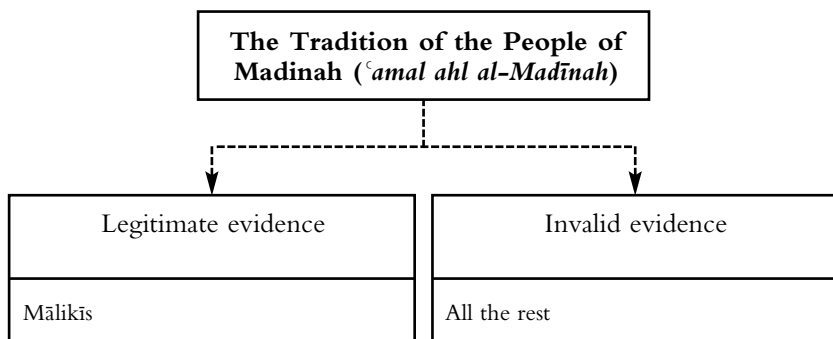 The Tradition of the People of
Madinah (ʿamal ahl al-Madīnah)
Legitimate evidence
Invalid evidence
Mālikīs
All the rest